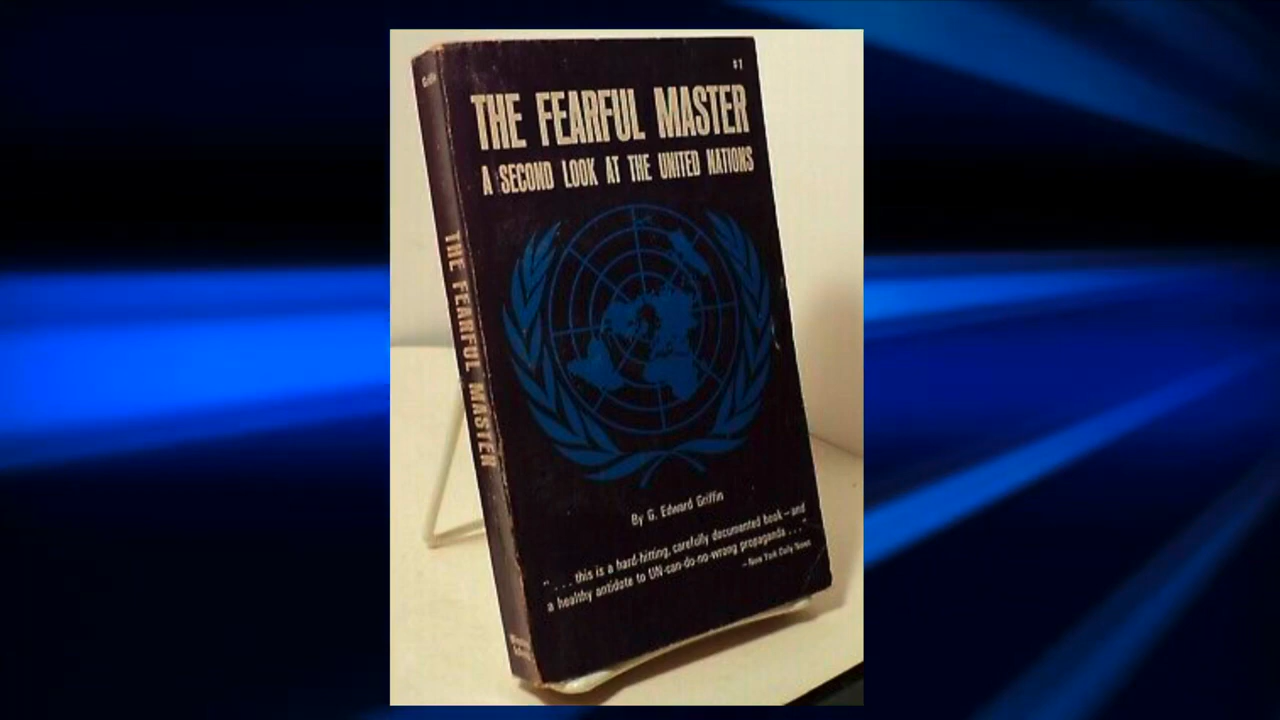 $1
THE FEARFUL MASTER
A SECOND LOOK AT THE UNITED NATIONS
By G. Edward Griffin
"... this is a hard-hitting, carefully documented book—and
a healthy antidote to UN-can-do-no-wrong propaganda ..."
—New York Daily News
Griffin
THE FEARFUL MASTER